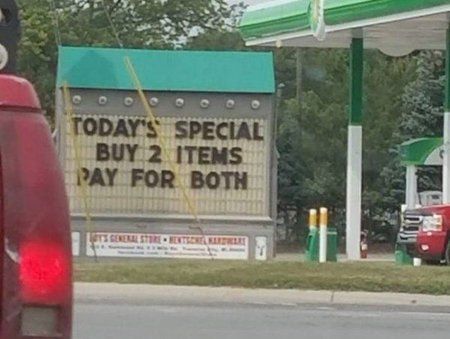 TODAY'S SPECIAL
BUY 2 ITEMS
PAY FOR BOTH
GENERAL STORE • HENTSCHEL HARDWARE